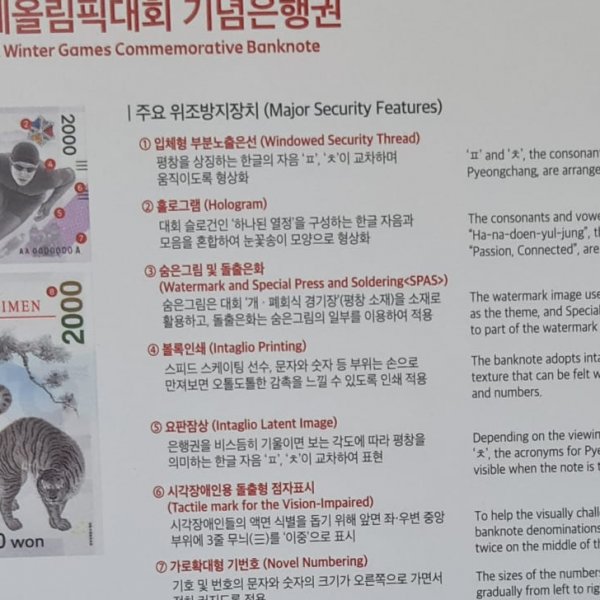 올림픽대회 기념은행권
Winter Games Commemorative Banknote
주요 위조방지장치 (Major Security Features)
① 입체형 부분노출은선 (Windowed Security Thread)
평창을 상징하는 한글의 자음 'ㅍ', 'ㅊ'이 교차하며
움직이도록 형상화
② 홀로그램 (Hologram)
대회 슬로건인 '하나된 열정'을 구성하는 한글 자음과
모음을 혼합하여 눈꽃송이 모양으로 형상화
③ 숨은그림 및 돌출은화
(Watermark and Special Press and Soldering<SPAS>)
숨은그림은 대회 '개·폐회식 경기장'(평창 소재)을 소재로
활용하고, 돌출은화는 숨은그림의 일부를 이용하여 적용
④ 볼록인쇄 (Intaglio Printing)
스피드 스케이팅 선수, 문자와 숫자 등 부위는 손으로
만져보면 오톨도톨한 감촉을 느낄 수 있도록 인쇄 적용
⑤ 요판잠상 (Intaglio Latent Image)
은행권을 비스듬히 기울이면 보는 각도에 따라 평창을
의미하는 한글 자음 'ㅍ', 'ㅊ'이 교차하여 표현
⑥ 시각장애인용 돌출형 점자표시
(Tactile mark for the Vision-Impaired)
시각장애인들의 액면 식별을 돕기 위해 앞면 좌·우변 중앙
부위에 3줄 무늬(☰)를 '이중'으로 표시
⑦ 가로확대형 기번호 (Novel Numbering)
기호 및 번호의 문자와 숫자의 크기가 오른쪽으로 가면서
점차 커지도록 적용
'ㅍ' and 'ㅊ', the consonan
Pyeongchang, are arrange
The consonants and vowe
"Ha-na-doen-yul-jung", t
"Passion, Connected", are
The watermark image use
as the theme, and Special
to part of the watermark
The banknote adopts inta
texture that can be felt w
and numbers.
Depending on the viewin
'ㅊ', the acronyms for Pye
visible when the note is t
To help the visually chall
banknote denominations
twice on the middle of th
The sizes of the numbers
gradually from left to rig
2000
② ③ ④ ⑥ ⑤ ⑦
AA0000000A
⑧
IMEN
2000
0 won